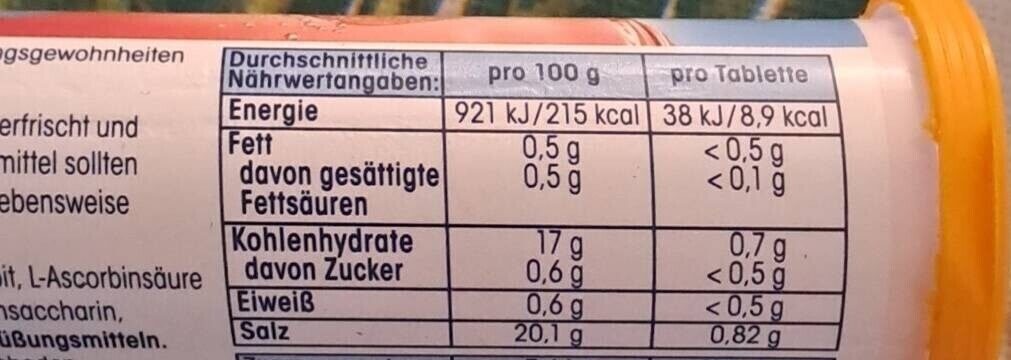 ngsgewohnheiten
erfrischt und
mittel sollten
ebensweise
it, L-Ascorbinsäure
nsaccharin,
üßungsmitteln.
Durchschnittliche
Nährwertangaben: pro 100 g pro Tablette
Energie 921 kJ/215 kcal 38 kJ/8,9 kcal
Fett 0,5 g <0,5 g
davon gesättigte 0,5 g <0,1 g
Fettsäuren
Kohlenhydrate 17 g 0,7 g
davon Zucker 0,6 g <0,5 g
Eiweiß 0,6 g <0,5 g
Salz 20,1 g 0,82 g